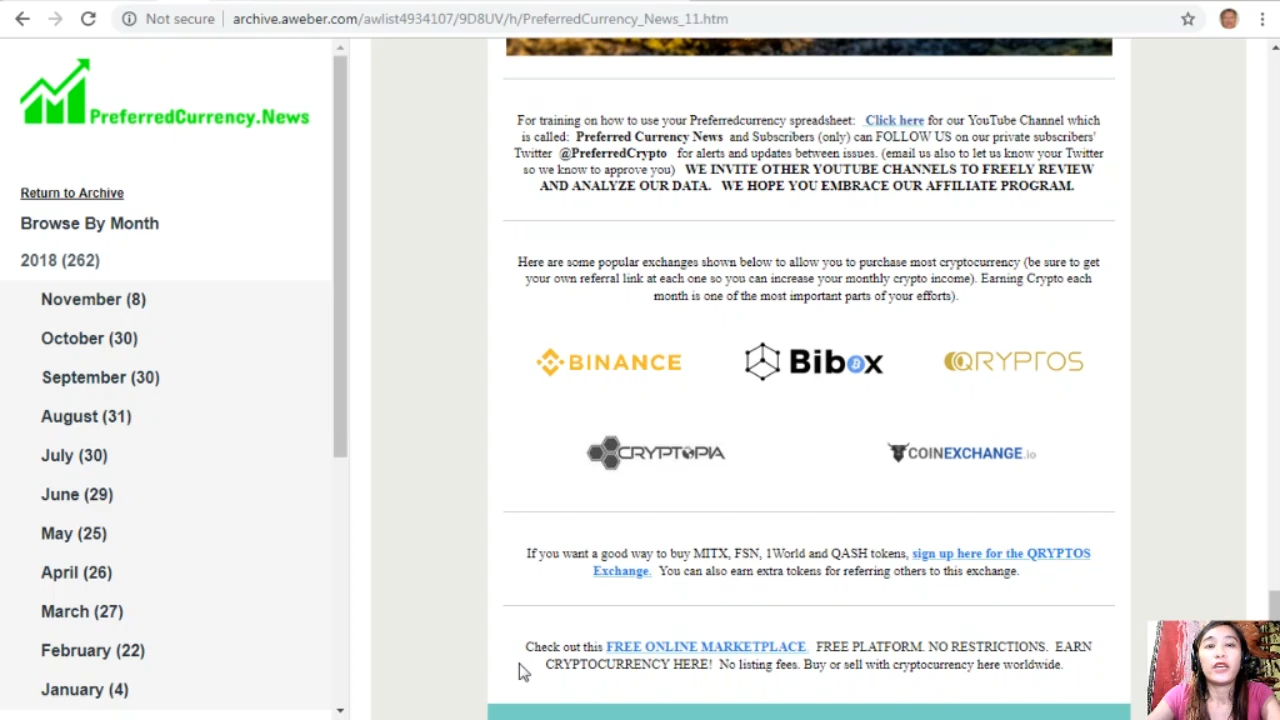 Not secure
archive.aweber.com/awlist4934107/9D8UV/h/PreferredCurrency_News_11.htm
PreferredCurrency.News
Return to Archive
Browse By Month
2018 (262)
November (8)
October (30)
September (30)
August (31)
July (30)
June (29)
May (25)
April (26)
March (27)
February (22)
January (4)
For training on how to use your Preferredcurrency spreadsheet: Click here for our YouTube Channel which
is called: Preferred Currency News and Subscribers (only) can FOLLOW US on our private subscribers'
Twitter @PreferredCrypto for alerts and updates between issues. (email us also to let us know your Twitter
so we know to approve you) WE INVITE OTHER YOUTUBE CHANNELS TO FREELY REVIEW
AND ANALYZE OUR DATA. WE HOPE YOU EMBRACE OUR AFFILIATE PROGRAM.
Here are some popular exchanges shown below to allow you to purchase most cryptocurrency (be sure to get
your own referral link at each one so you can increase your monthly crypto income). Earning Crypto each
month is one of the most important parts of your efforts).
BINANCE
Bibox
QRYPTOS
CRYPTOPIA
COINEXCHANGE.io
If you want a good way to buy MITX, FSN, 1World and QASH tokens, sign up here for the QRYPTOS
Exchange. You can also earn extra tokens for referring others to this exchange.
Check out this FREE ONLINE MARKETPLACE FREE PLATFORM. NO RESTRICTIONS. EARN
CRYPTOCURRENCY HERE! No listing fees. Buy or sell with cryptocurrency here worldwide.